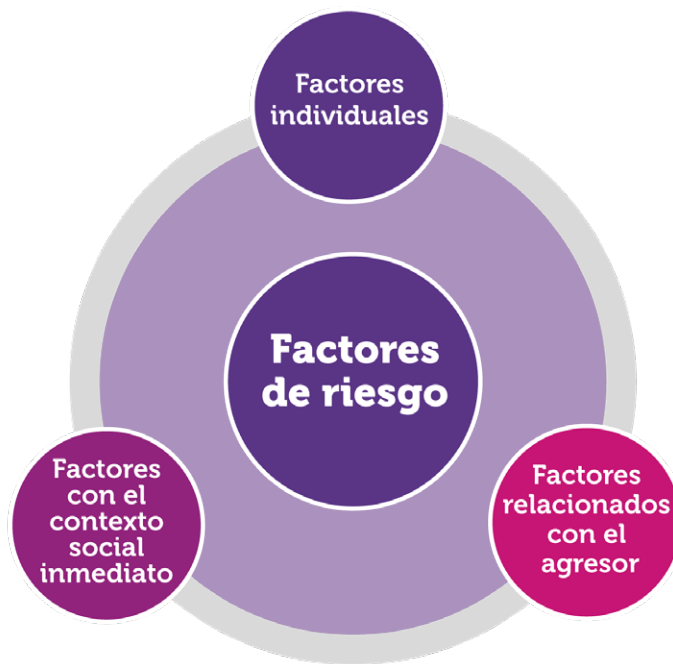 Factores
individuales
Factores
de riesgo
Factores
con el
contexto
social
inmediato
Factores
relacionados
con el
agresor